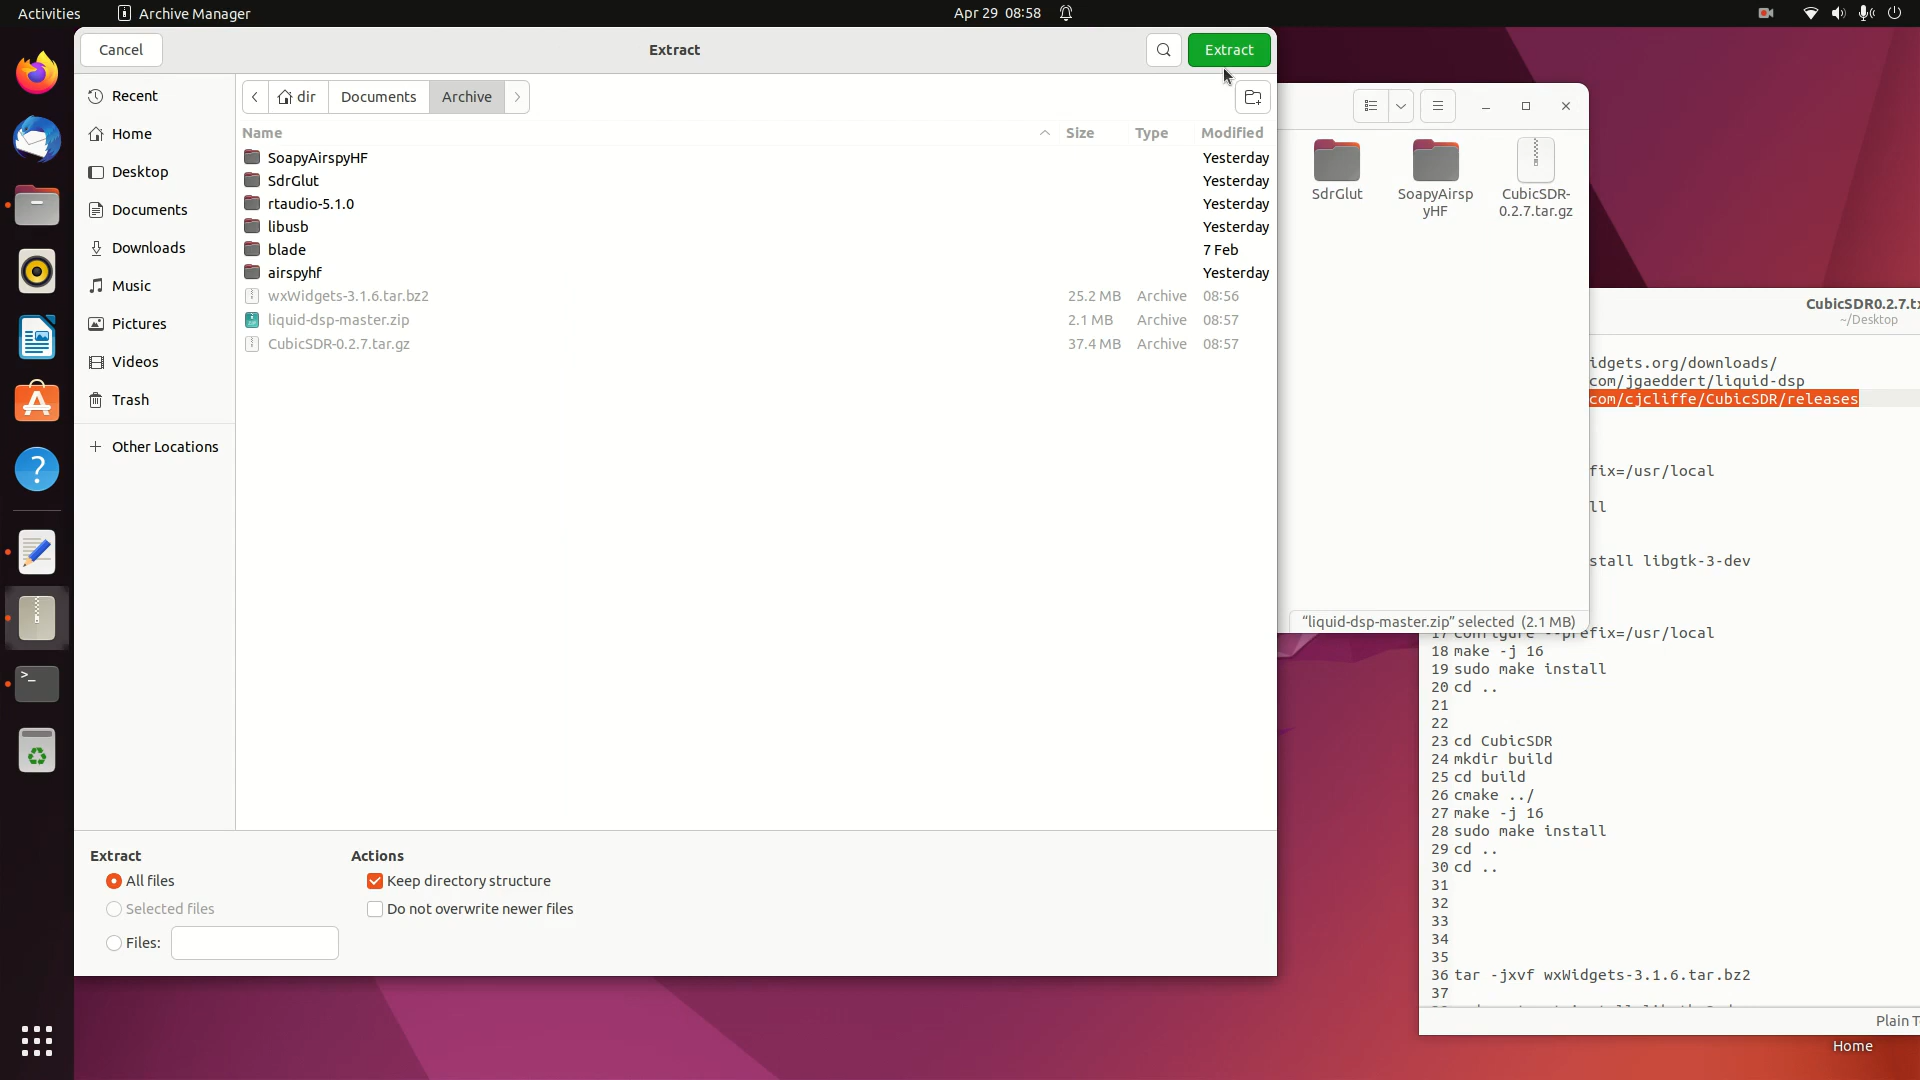 Activities
Archive Manager
Apr 29 08:58
Cancel
Extract
Extract
Recent
Home
Desktop
Documents
Downloads
Music
Pictures
Videos
Trash
Other Locations
dir
Documents
Archive
Name
Size
Type
Modified
SoapyAirspyHF
Yesterday
SdrGlut
Yesterday
rtaudio-5.1.0
Yesterday
libusb
Yesterday
blade
7 Feb
airspyhf
Yesterday
wxWidgets-3.1.6.tar.bz2
25.2 MB
Archive
08:56
liquid-dsp-master.zip
2.1 MB
Archive
08:57
CubicSDR-0.2.7.tar.gz
37.4 MB
Archive
08:57
Extract
All files
Selected files
Files:
Actions
Keep directory structure
Do not overwrite newer files
SdrGlut
SoapyAirsp
yHF
CubicSDR-
0.2.7.tar.gz
"liquid-dsp-master.zip" selected (2.1 MB)
CubicSDR0.2.7.tx
~/Desktop
idgets.org/downloads/
com/jgaeddert/liquid-dsp
com/cjcliffe/CubicSDR/releases
fix=/usr/local
ll
stall libgtk-3-dev
17 configure --prefix=/usr/local
18 make -j 16
19 sudo make install
20 cd ..
21
22
23 cd CubicSDR
24 mkdir build
25 cd build
26 cmake ../
27 make -j 16
28 sudo make install
29 cd ..
30 cd ..
31
32
33
34
35
36 tar -jxvf wxWidgets-3.1.6.tar.bz2
37
Plain T
Home